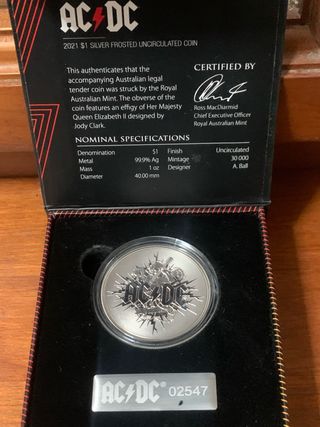 AC⚡DC
2021 $1 SILVER FROSTED UNCIRCULATED COIN
This authenticates that the
accompanying Australian legal
tender coin was struck by the Royal
Australian Mint. The obverse of the
coin features an effigy of Her Majesty
Queen Elizabeth II designed by
Jody Clark.
CERTIFIED BY
Ross MacDiarmid
Chief Executive Officer
Royal Australian Mint
NOMINAL SPECIFICATIONS
Denomination $1 Finish Uncirculated
Metal 99.9% Ag Mintage 30 000
Mass 1 oz Designer A. Ball
Diameter 40.00 mm
AC⚡DC
AC⚡DC 02547